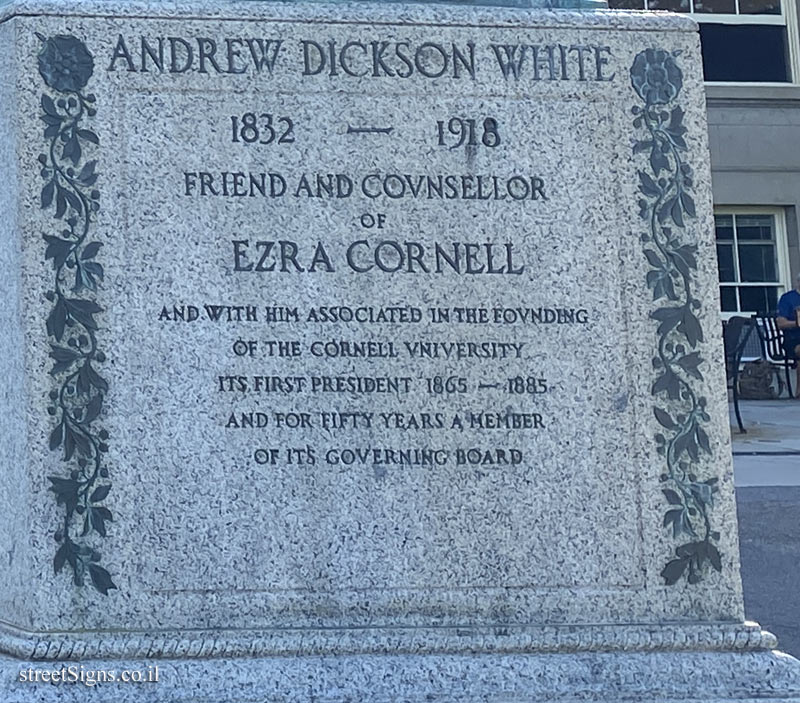 ANDREW DICKSON WHITE
1832 — 1918
FRIEND AND COVNSELLOR
OF
EZRA CORNELL
AND WITH HIM ASSOCIATED IN THE FOVNDING
OF THE CORNELL VNIVERSITY
ITS FIRST PRESIDENT 1865 — 1885
AND FOR FIFTY YEARS A MEMBER
OF ITS GOVERNING BOARD
streetSigns.co.il